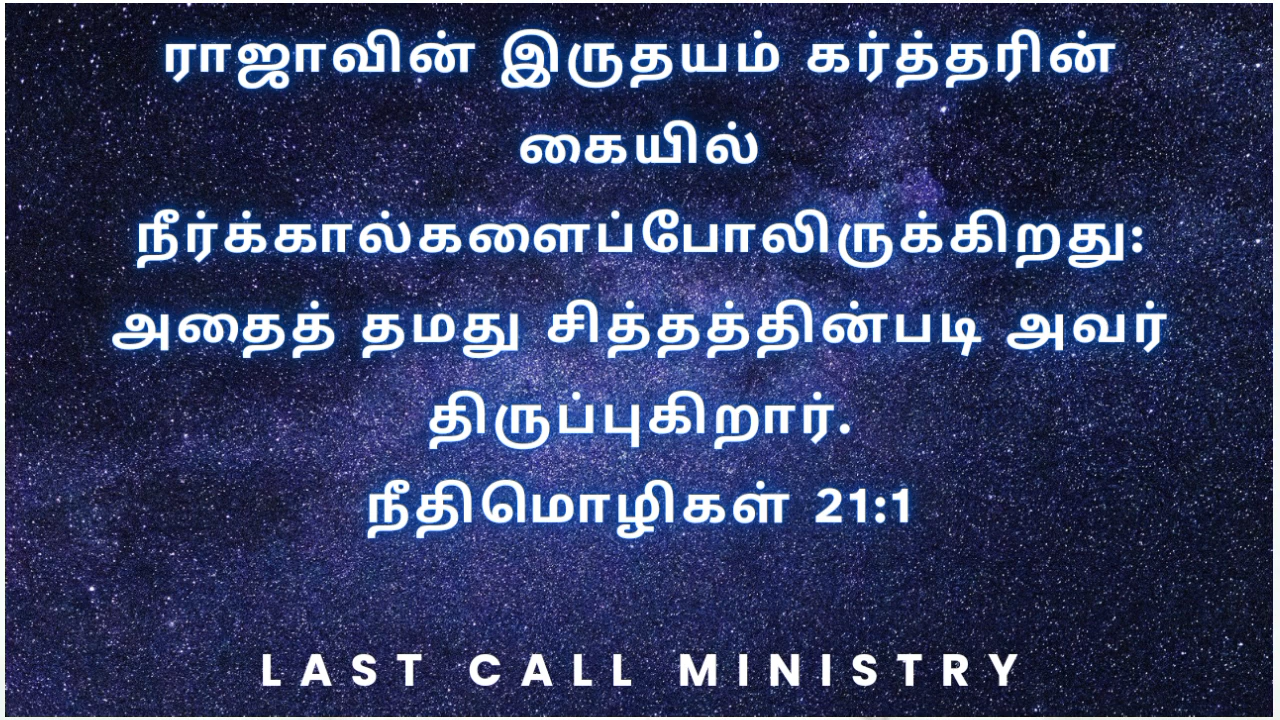 ராஜாவின் இருதயம் கர்த்தரின்
கையில்
நீர்க்கால்களைப்போலிருக்கிறது:
அதைத் தமது சித்தத்தின்படி அவர்
திருப்புகிறார்.
நீதிமொழிகள் 21:1
LAST CALL MINISTRY